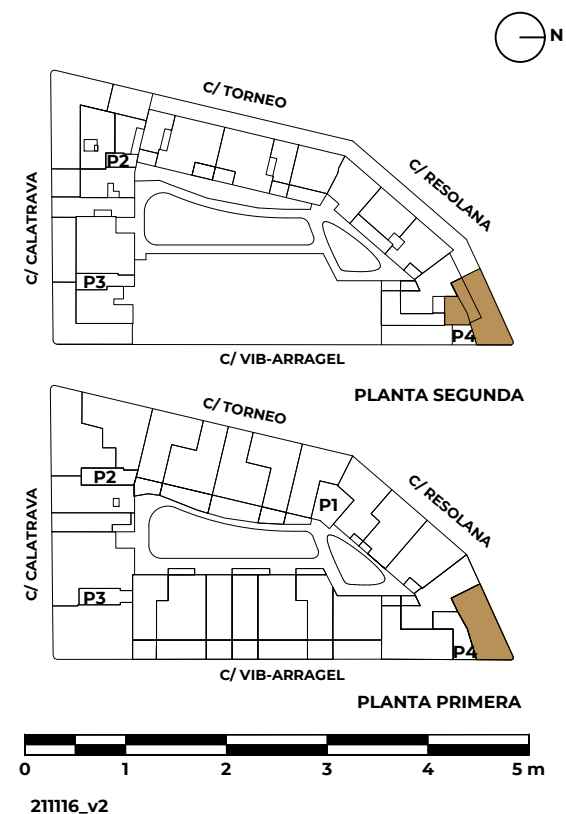 N
C/ TORNEO
C/ RESOLANA
C/ CALATRAVA
P2
P3
P4
C/ VIB-ARRAGEL
PLANTA SEGUNDA
C/ TORNEO
C/ RESOLANA
C/ CALATRAVA
P2
P1
P3
P4
C/ VIB-ARRAGEL
PLANTA PRIMERA
0 1 2 3 4 5 m
211116_v2